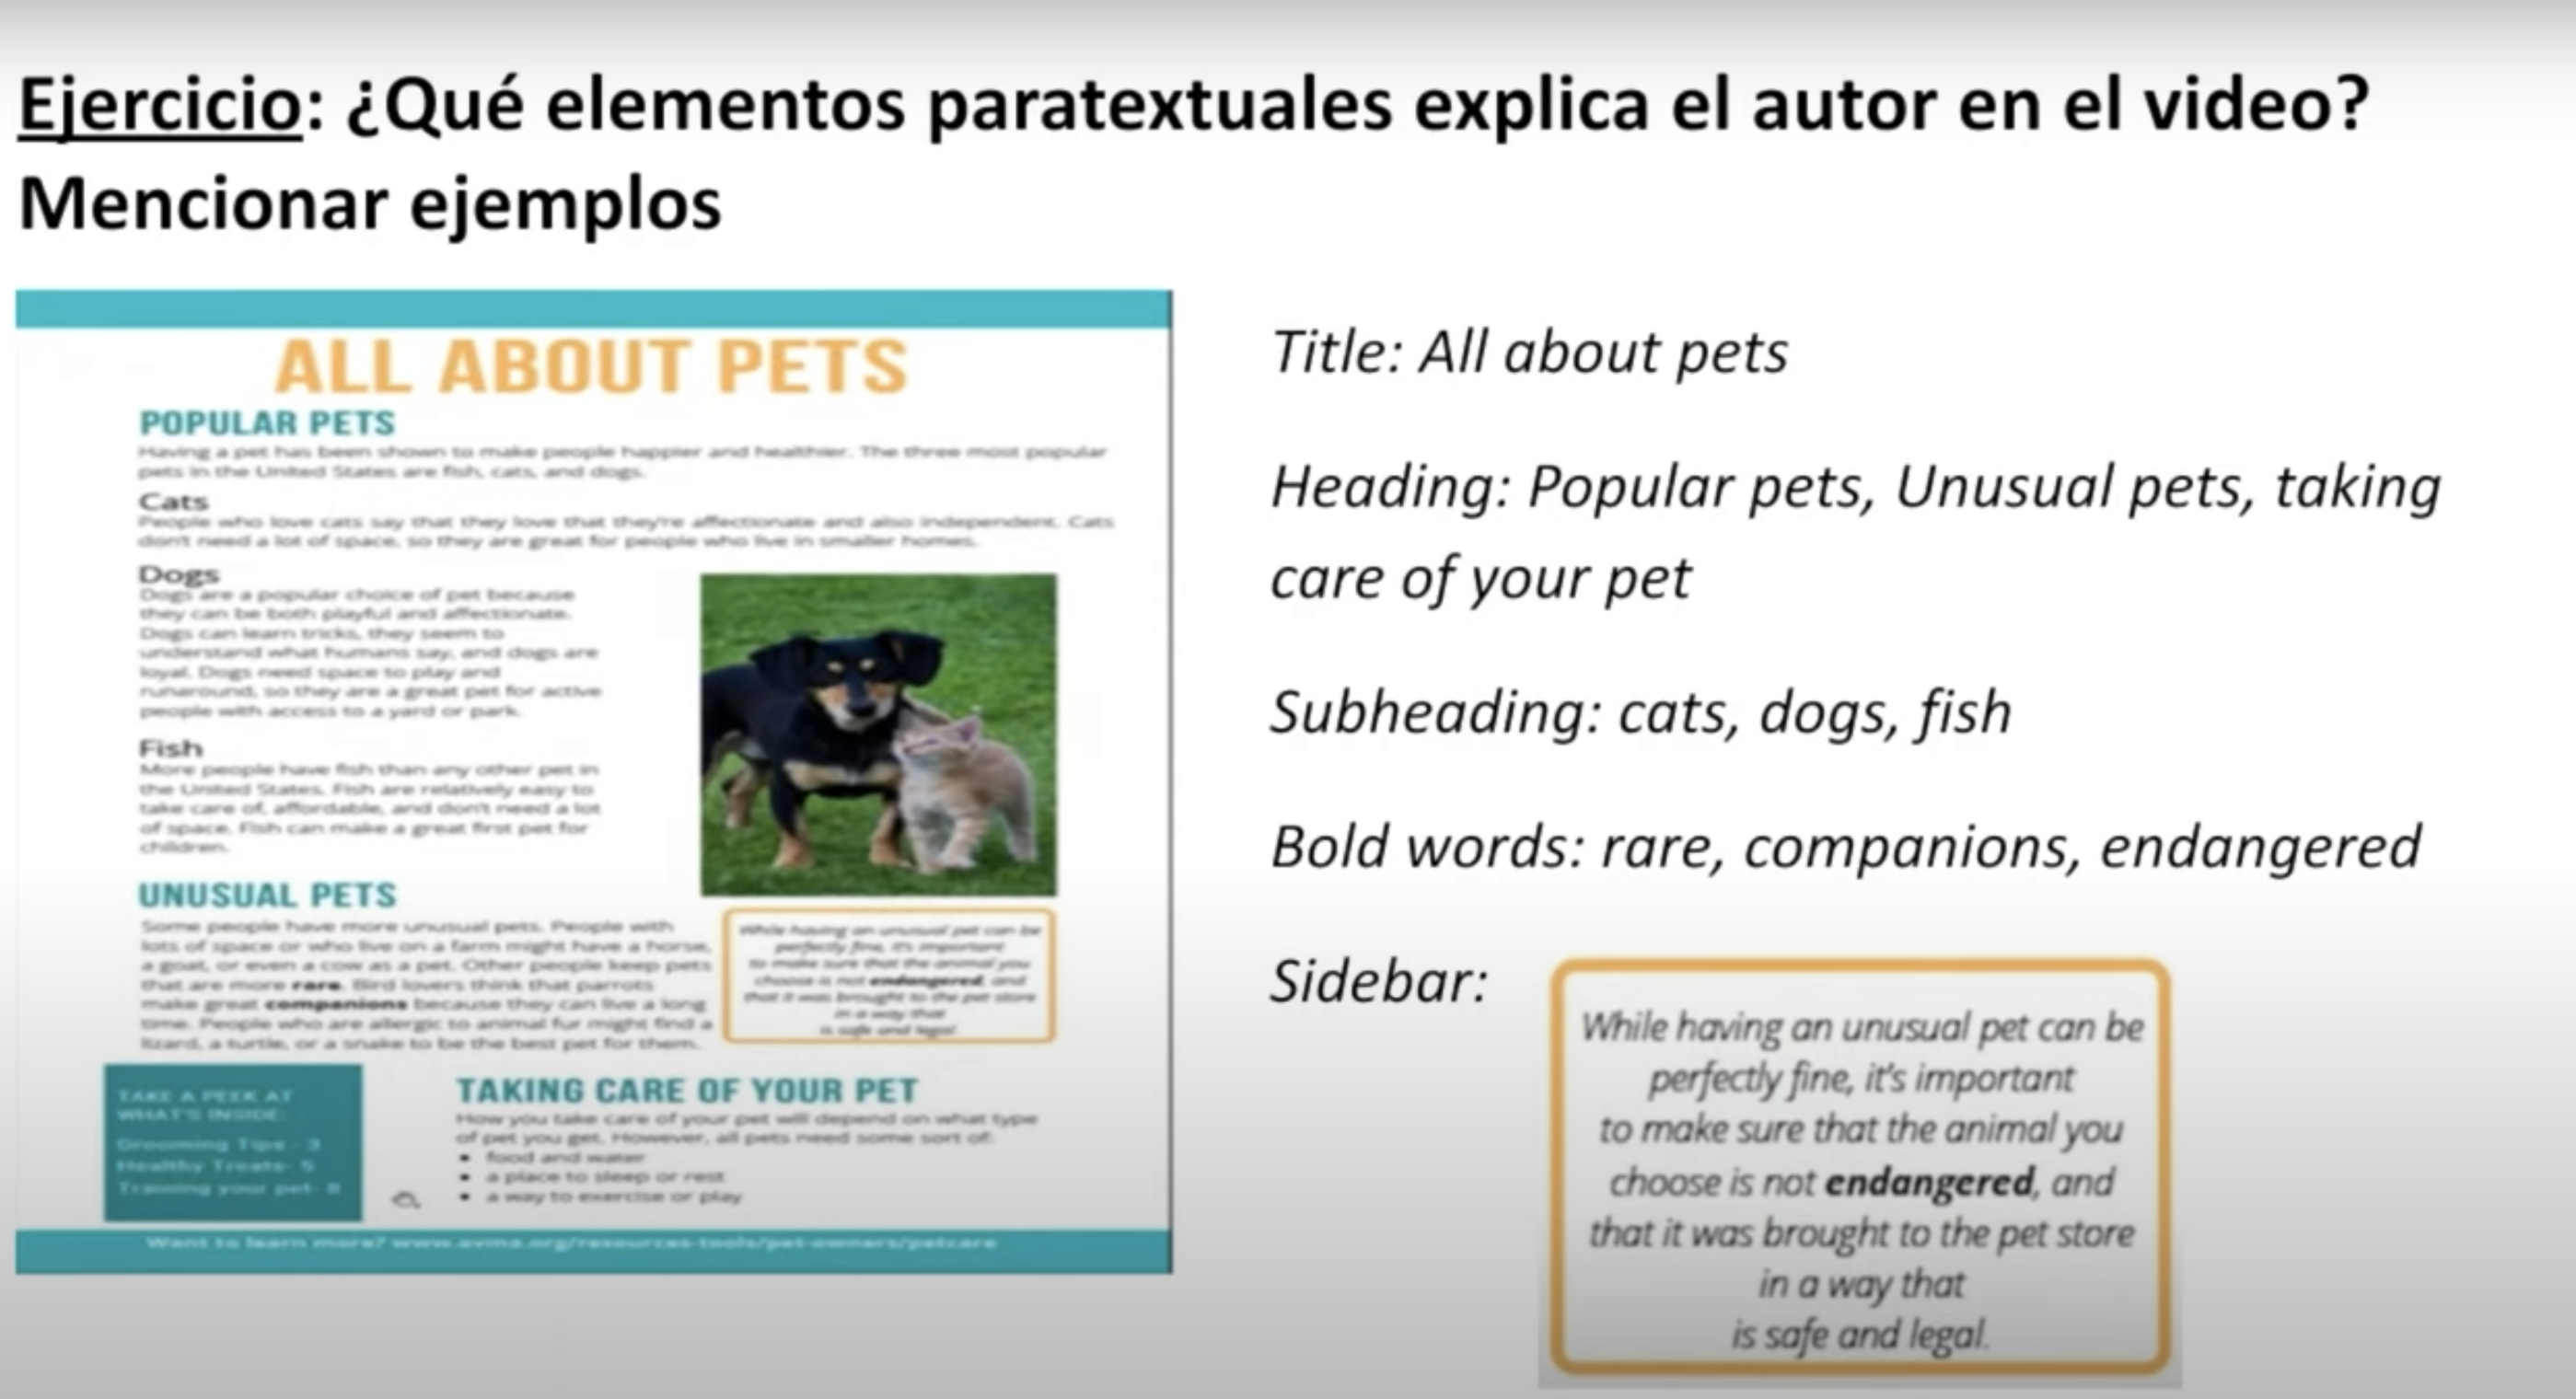 Ejercicio: ¿Qué elementos paratextuales explica el autor en el video?
Mencionar ejemplos
ALL ABOUT PETS
POPULAR PETS
Having a pet has been shown to make people happier and healthier. The three most popular
pets in the United States are fish, cats, and dogs.
Cats
People who love cats say that they love that they're affectionate and also independent. Cats
don't need a lot of space, so they are great for people who live in smaller homes.
Dogs
Dogs are a popular choice of pet because
they can be both playful and affectionate.
Dogs can learn tricks, they seem to
understand what humans say, and dogs are
loyal. Dogs need space to play and
runaround, so they are a great pet for active
people with access to a yard or park.
Fish
More people have fish than any other pet in
the United States. Fish are relatively easy to
take care of, affordable, and don't need a lot
of space. Fish can make a great first pet for
children.
UNUSUAL PETS
Some people have more unusual pets. People with
lots of space or who live on a farm might have a horse,
a goat, or even a cow as a pet. Other people keep pets
that are more rare. Bird lovers think that parrots
make great companions because they can live a long
time. People who are allergic to animal fur might find a
lizard, a turtle, or a snake to be the best pet for them.
While having an unusual pet can be
perfectly fine, it's important
to make sure that the animal you
choose is not endangered, and
that it was brought to the pet store
in a way that
is safe and legal.
TAKE A PEEK AT
WHAT'S INSIDE:
Grooming Tips - 3
Healthy Treats- 5
Training your pet- 8
TAKING CARE OF YOUR PET
How you take care of your pet will depend on what type
of pet you get. However, all pets need some sort of:
• food and water
• a place to sleep or rest
• a way to exercise or play
Want to learn more? www.avma.org/resources-tools/pet-owners/petcare
Title: All about pets
Heading: Popular pets, Unusual pets, taking
care of your pet
Subheading: cats, dogs, fish
Bold words: rare, companions, endangered
Sidebar:
While having an unusual pet can be
perfectly fine, it's important
to make sure that the animal you
choose is not endangered, and
that it was brought to the pet store
in a way that
is safe and legal.